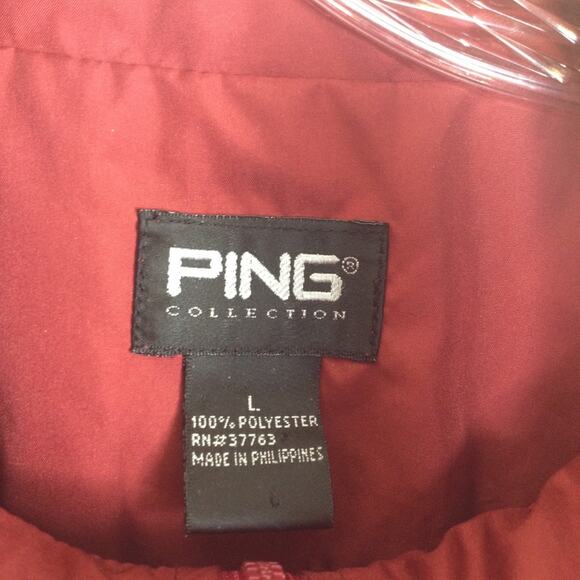 PING®
COLLECTION
L
100% POLYESTER
RN#37763
MADE IN PHILIPPINES